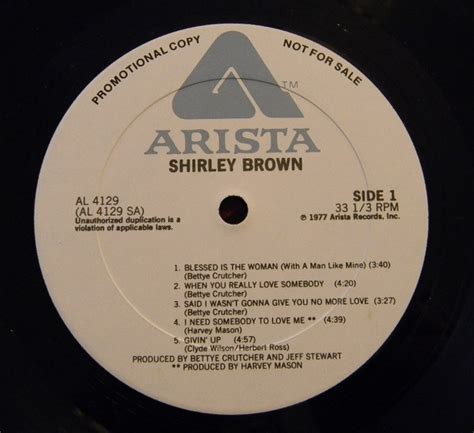 PROMOTIONAL COPY
NOT FOR SALE
TM
ARISTA
SHIRLEY BROWN
AL 4129
(AL 4129 SA)
Unauthorized duplication is a
violation of applicable laws.
SIDE 1
33 1/3 RPM
℗ 1977 Arista Records, Inc.
1. BLESSED IS THE WOMAN (With A Man Like Mine) (3:40)
(Bettye Crutcher)
2. WHEN YOU REALLY LOVE SOMEBODY (4:20)
(Bettye Crutcher)
3. SAID I WASN'T GONNA GIVE YOU NO MORE LOVE (3:27)
(Bettye Crutcher)
4. I NEED SOMEBODY TO LOVE ME ** (4:39)
(Harvey Mason)
5. GIVIN' UP (4:57)
(Clyde Wilson/Herbert Ross)
PRODUCED BY BETTYE CRUTCHER AND JEFF STEWART
** PRODUCED BY HARVEY MASON